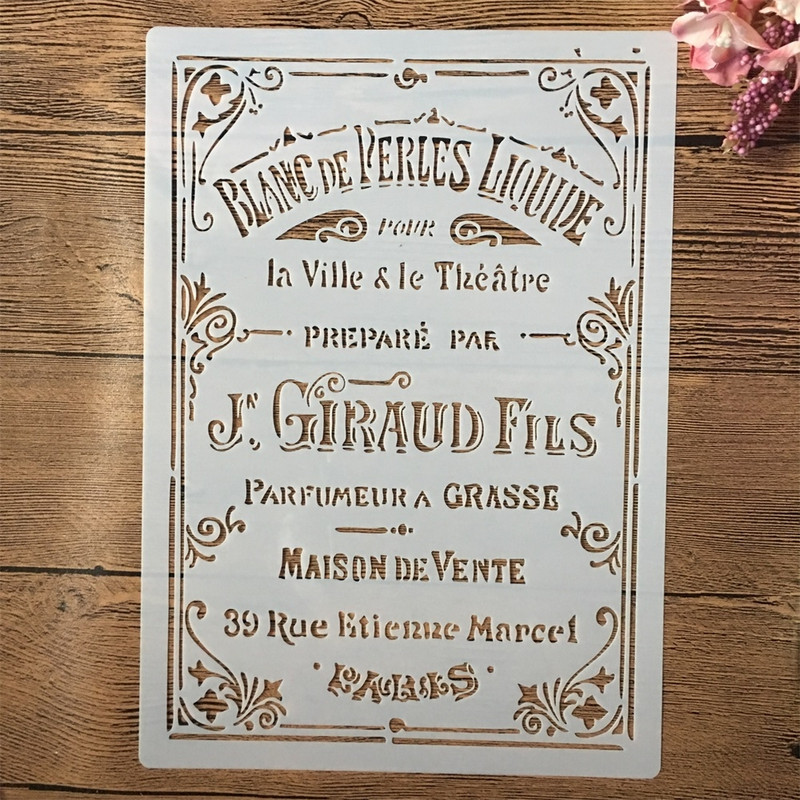 BLANC DE PERLES LIQUIDE
POUR
la Ville & le Théâtre
PREPARÉ PAR
JN. GIRAUD FILS
PARFUMEUR A GRASSE
MAISON DE VENTE
39 Rue Etienne Marcel
PARIS